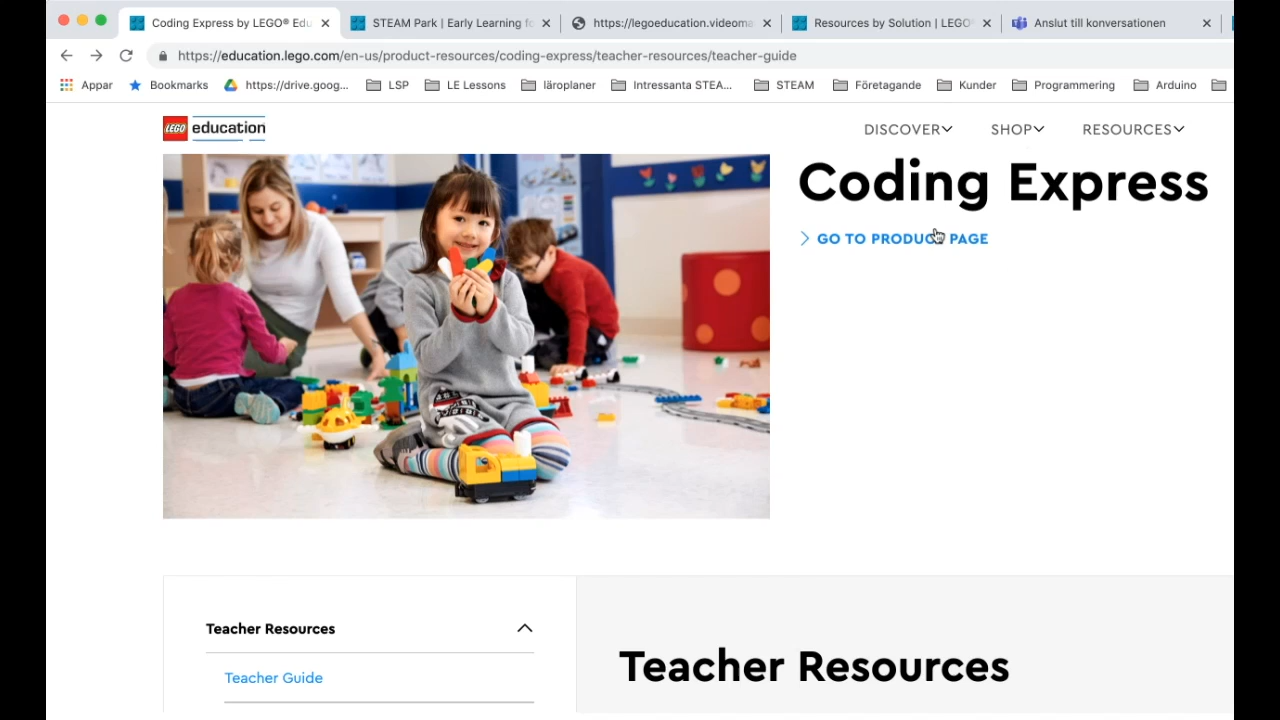 Coding Express by LEGO® Edu
STEAM Park | Early Learning fo
https://legoeducation.videoma
Resources by Solution | LEGO®
Anslut till konversationen
https://education.lego.com/en-us/product-resources/coding-express/teacher-resources/teacher-guide
Appar
Bookmarks
https://drive.goog...
LSP
LE Lessons
läroplaner
Intressanta STEA...
STEAM
Företagande
Kunder
Programmering
Arduino
LEGO education
DISCOVER
SHOP
RESOURCES
Coding Express
GO TO PRODUCT PAGE
Teacher Resources
Teacher Guide
Teacher Resources